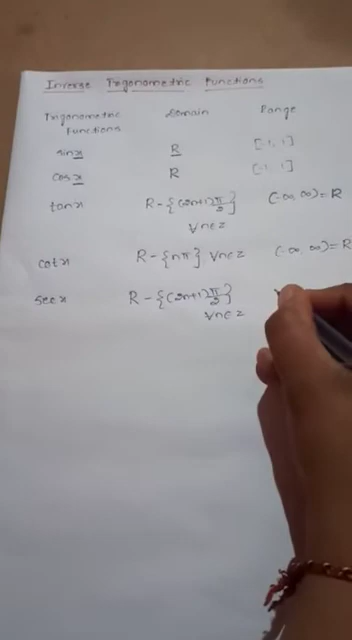 Inverse Trigonometric Functions
Trigonometric Functions Domain Range
sin x R [-1, 1]
cos x R [-1, 1]
tan x R - {(2n+1) π/2} (-∞, ∞) = R
∀ n ∈ z
cot x R - {nπ} ∀ n ∈ z (-∞, ∞) = R
sec x R - {(2n+1) π/2}
∀ n ∈ z